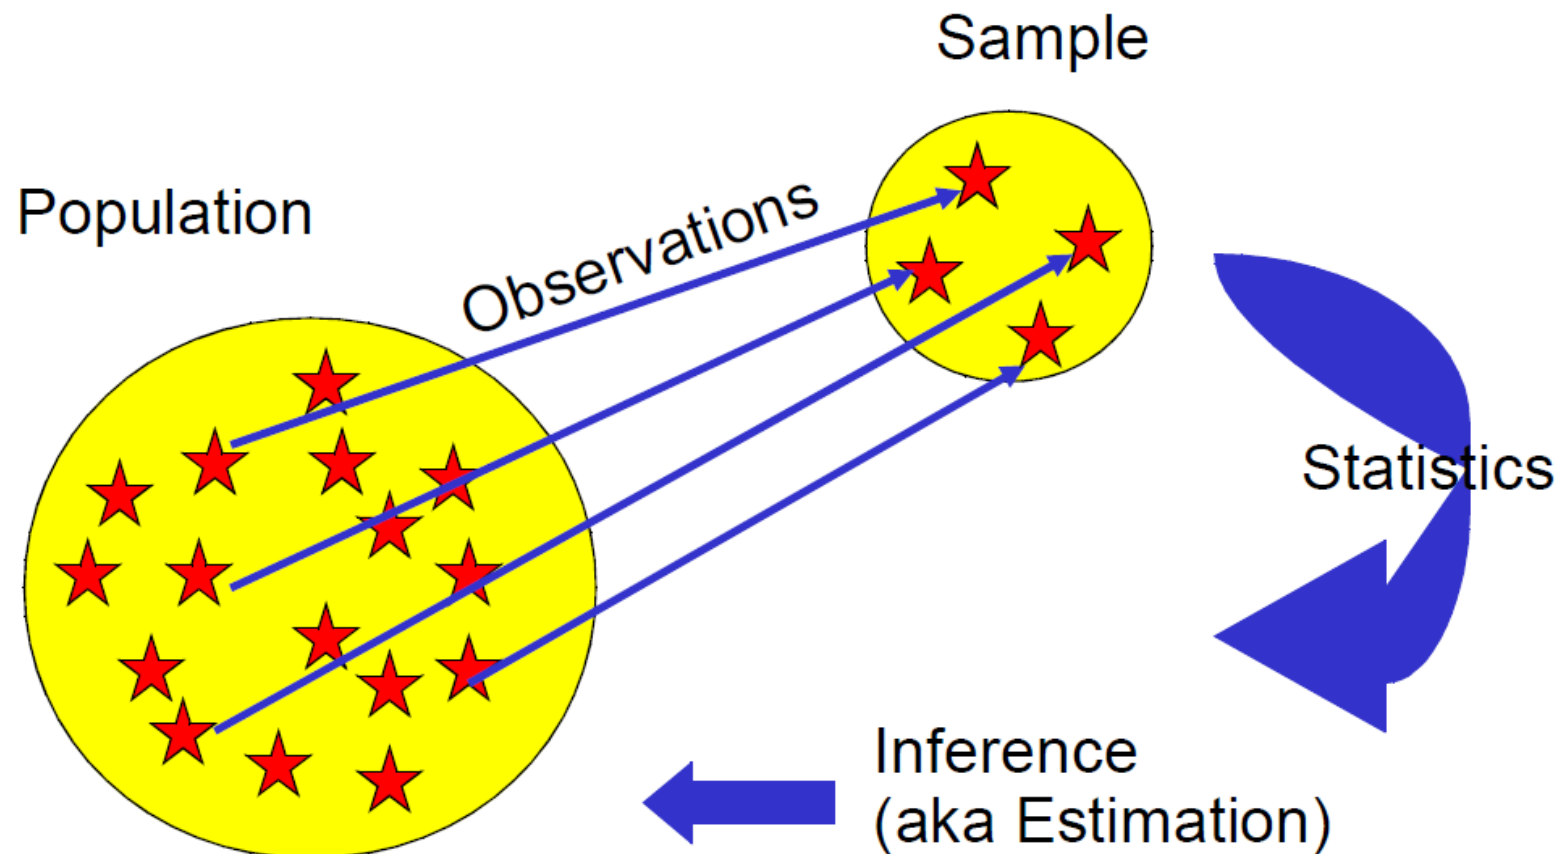 Sample
Population
Observations
Statistics
Inference
(aka Estimation)